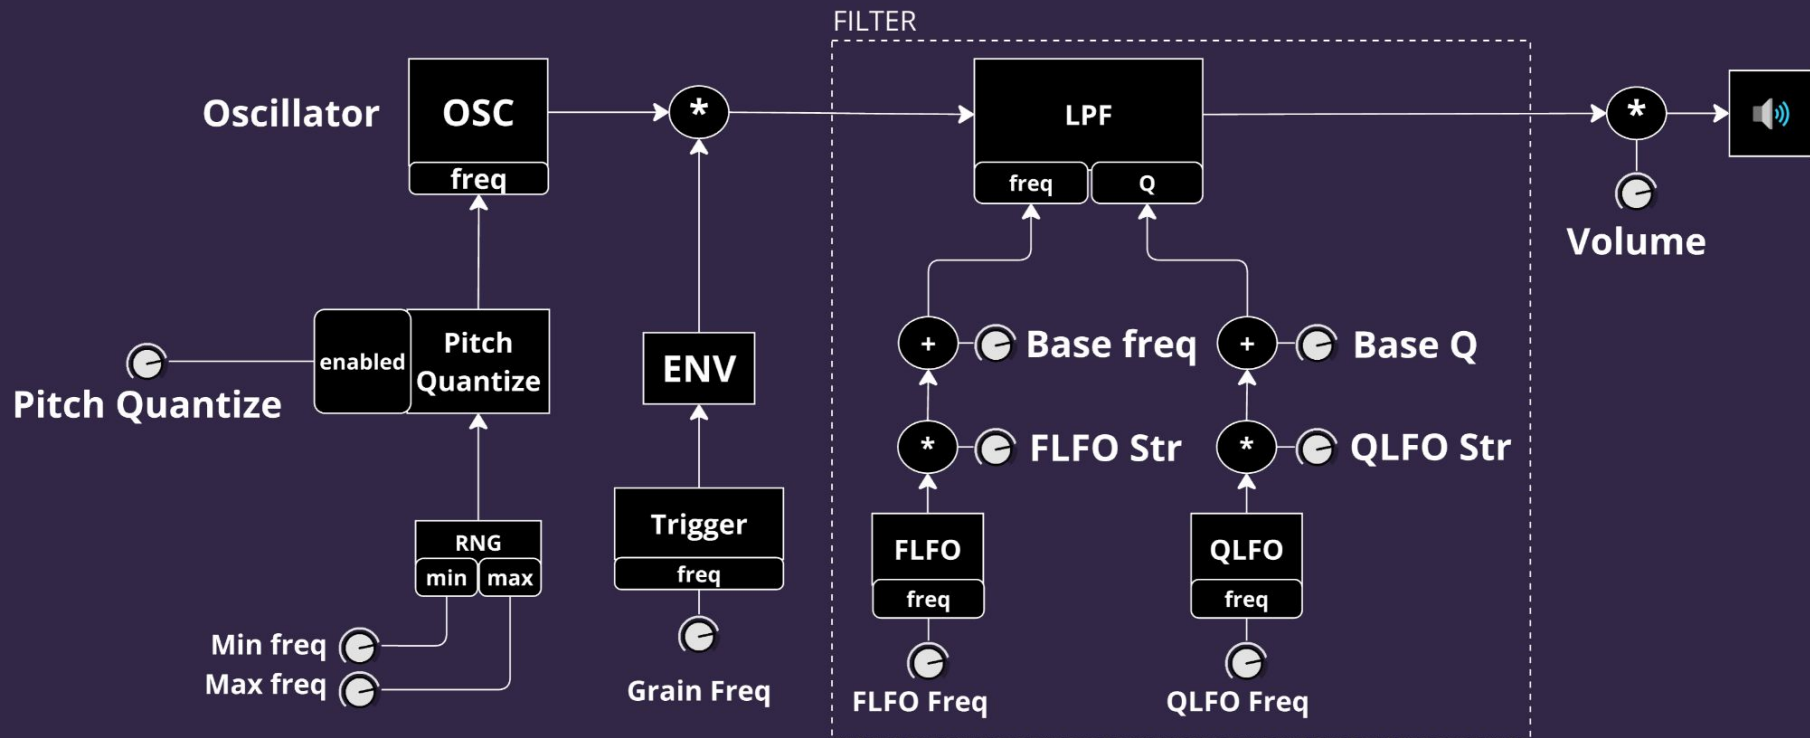 FILTER
Oscillator
OSC
freq
*
LPF
freq
Q
*
Volume
Pitch Quantize
enabled
Pitch
Quantize
ENV
+
Base freq
+
Base Q
*
FLFO Str
*
QLFO Str
RNG
min
max
Min freq
Max freq
Trigger
freq
Grain Freq
FLFO
freq
FLFO Freq
QLFO
freq
QLFO Freq